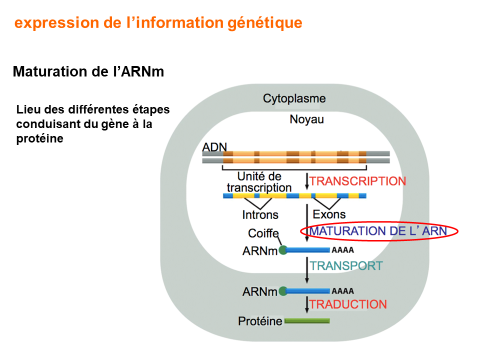 expression de l'information génétique
Maturation de l'ARNm
Lieu des différentes étapes
conduisant du gène à la
protéine
Cytoplasme
Noyau
ADN
Unité de
transcription
TRANSCRIPTION
Introns
Exons
Coiffe
MATURATION DE L' ARN
ARNm
AAAA
TRANSPORT
ARNm
AAAA
TRADUCTION
Protéine